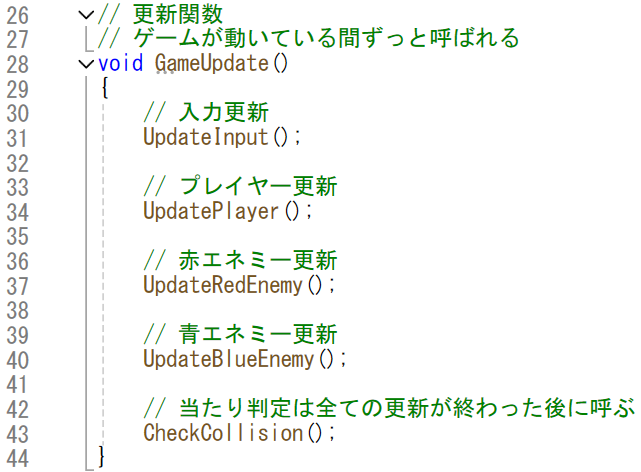 26 // 更新関数
27 // ゲームが動いている間ずっと呼ばれる
28 void GameUpdate()
29 {
30 // 入力更新
31 UpdateInput();
32
33 // プレイヤー更新
34 UpdatePlayer();
35
36 // 赤エネミー更新
37 UpdateRedEnemy();
38
39 // 青エネミー更新
40 UpdateBlueEnemy();
41
42 // 当たり判定は全ての更新が終わった後に呼ぶ
43 CheckCollision();
44 }